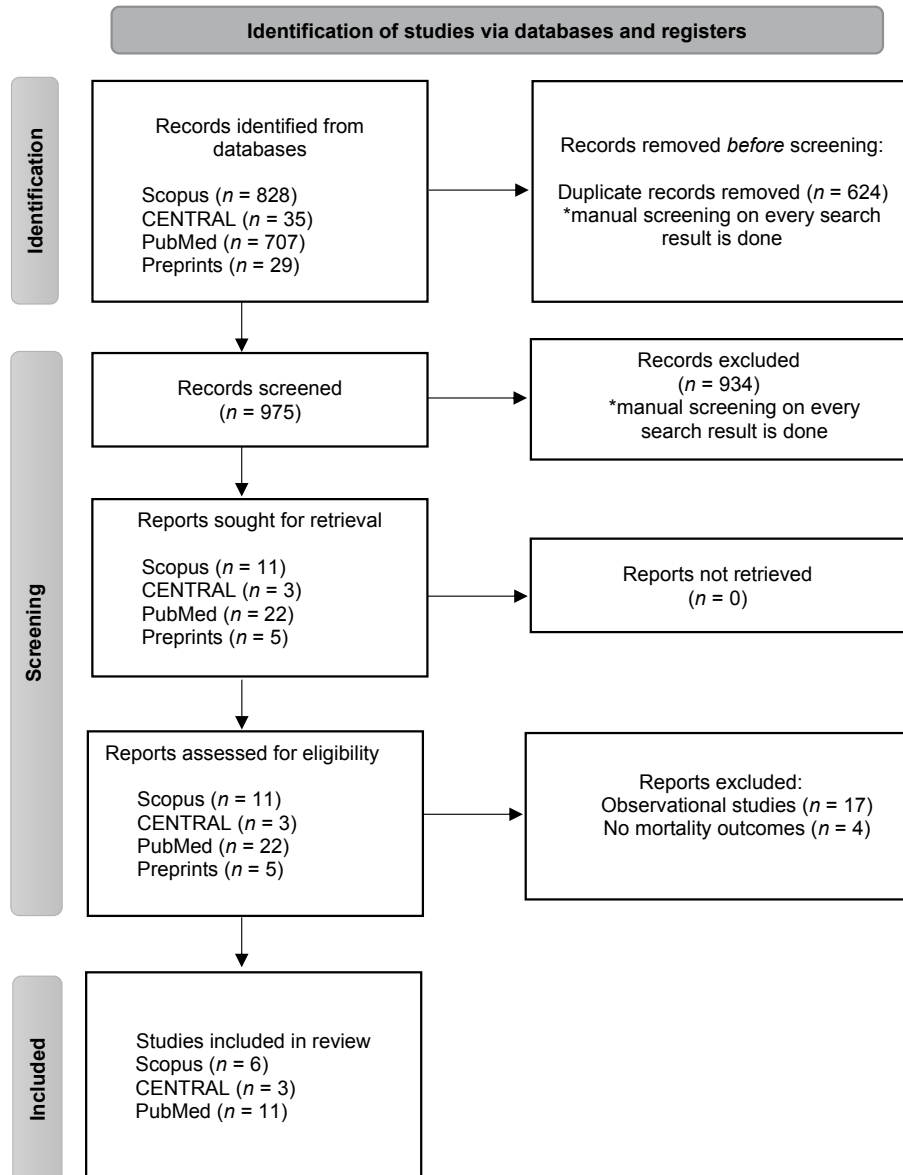 Identification of studies via databases and registers
Identification
Records identified from
databases
Scopus (n = 828)
CENTRAL (n = 35)
PubMed (n = 707)
Preprints (n = 29)
Records removed before screening:
Duplicate records removed (n = 624)
*manual screening on every search
result is done
Screening
Records screened
(n = 975)
Records excluded
(n = 934)
*manual screening on every
search result is done
Reports sought for retrieval
Scopus (n = 11)
CENTRAL (n = 3)
PubMed (n = 22)
Preprints (n = 5)
Reports not retrieved
(n = 0)
Reports assessed for eligibility
Scopus (n = 11)
CENTRAL (n = 3)
PubMed (n = 22)
Preprints (n = 5)
Reports excluded:
Observational studies (n = 17)
No mortality outcomes (n = 4)
Included
Studies included in review
Scopus (n = 6)
CENTRAL (n = 3)
PubMed (n = 11)